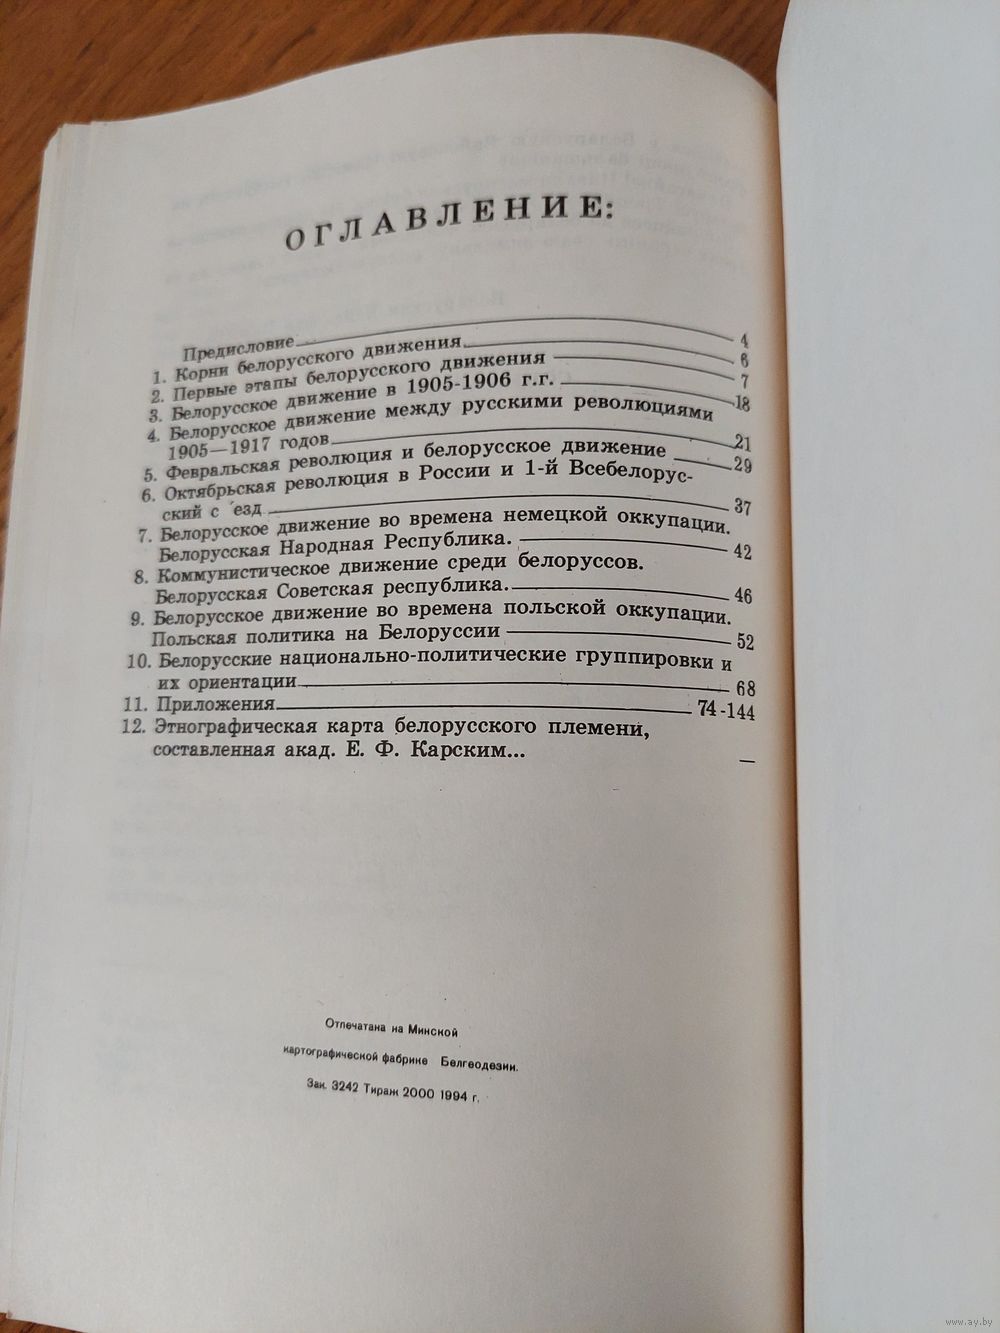 ОГЛАВЛЕНИЕ:
Предисловие 4
1. Корни белорусского движения 6
2. Первые этапы белорусского движения 7
3. Белорусское движение в 1905-1906 г.г. 18
4. Белорусское движение между русскими революциями
1905—1917 годов 21
5. Февральская революция и белорусское движение 29
6. Октябрьская революция в России и 1-й Всебелорус-
ский с'езд 37
7. Белорусское движение во времена немецкой оккупации.
Белорусская Народная Республика. 42
8. Коммунистическое движение среди белоруссов.
Белорусская Советская республика. 46
9. Белорусское движение во времена польской оккупации.
Польская политика на Белоруссии 52
10. Белорусские национально-политические группировки и
их ориентации 68
11. Приложения 74-144
12. Этнографическая карта белорусского племени,
составленная акад. Е. Ф. Карским... —
Отпечатана на Минской
картографической фабрике Белгеодезии.
Зак. 3242 Тираж 2000 1994 г.
www.ay.by